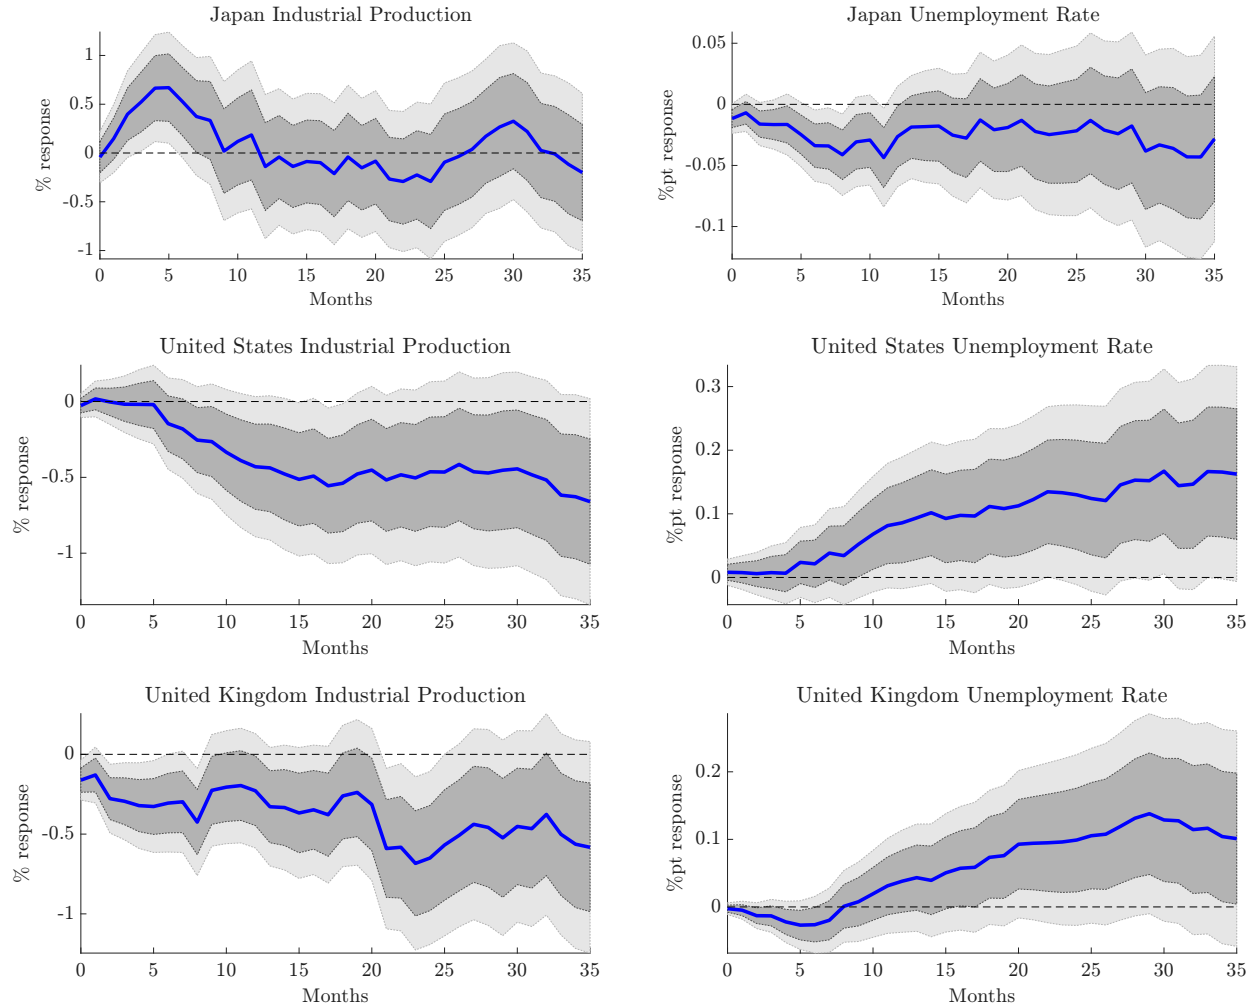 Japan Industrial Production
% response
1
0.5
0
-0.5
-1
0 5 10 15 20 25 30 35
Months
Japan Unemployment Rate
%pt response
0.05
0
-0.05
-0.1
0 5 10 15 20 25 30 35
Months
United States Industrial Production
% response
0
-0.5
-1
0 5 10 15 20 25 30 35
Months
United States Unemployment Rate
%pt response
0.3
0.2
0.1
0
0 5 10 15 20 25 30 35
Months
United Kingdom Industrial Production
% response
0
-0.5
-1
0 5 10 15 20 25 30 35
Months
United Kingdom Unemployment Rate
%pt response
0.2
0.1
0
0 5 10 15 20 25 30 35
Months